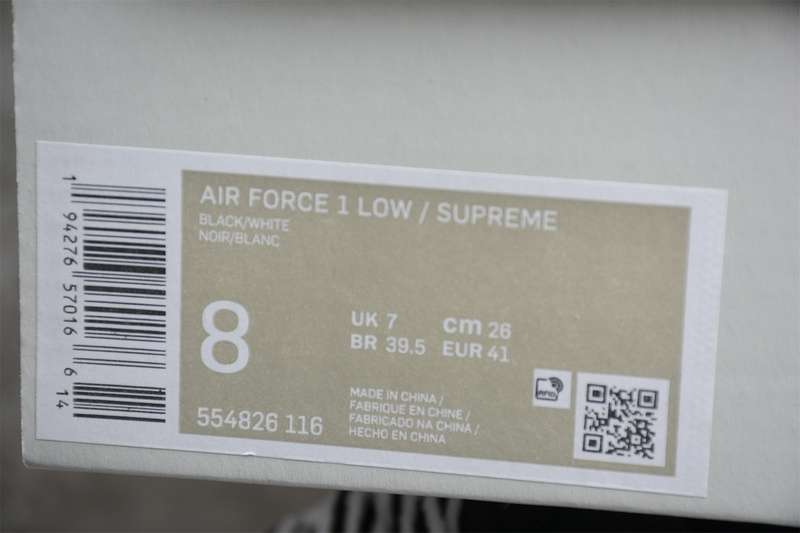 AIR FORCE 1 LOW / SUPREME
BLACK/WHITE
NOIR/BLANC
8
UK 7 cm 26
BR 39.5 EUR 41
554826 116
MADE IN CHINA /
FABRIQUE EN CHINE /
FABRICADO NA CHINA /
HECHO EN CHINA
RFID
1 94276 57016 6 14